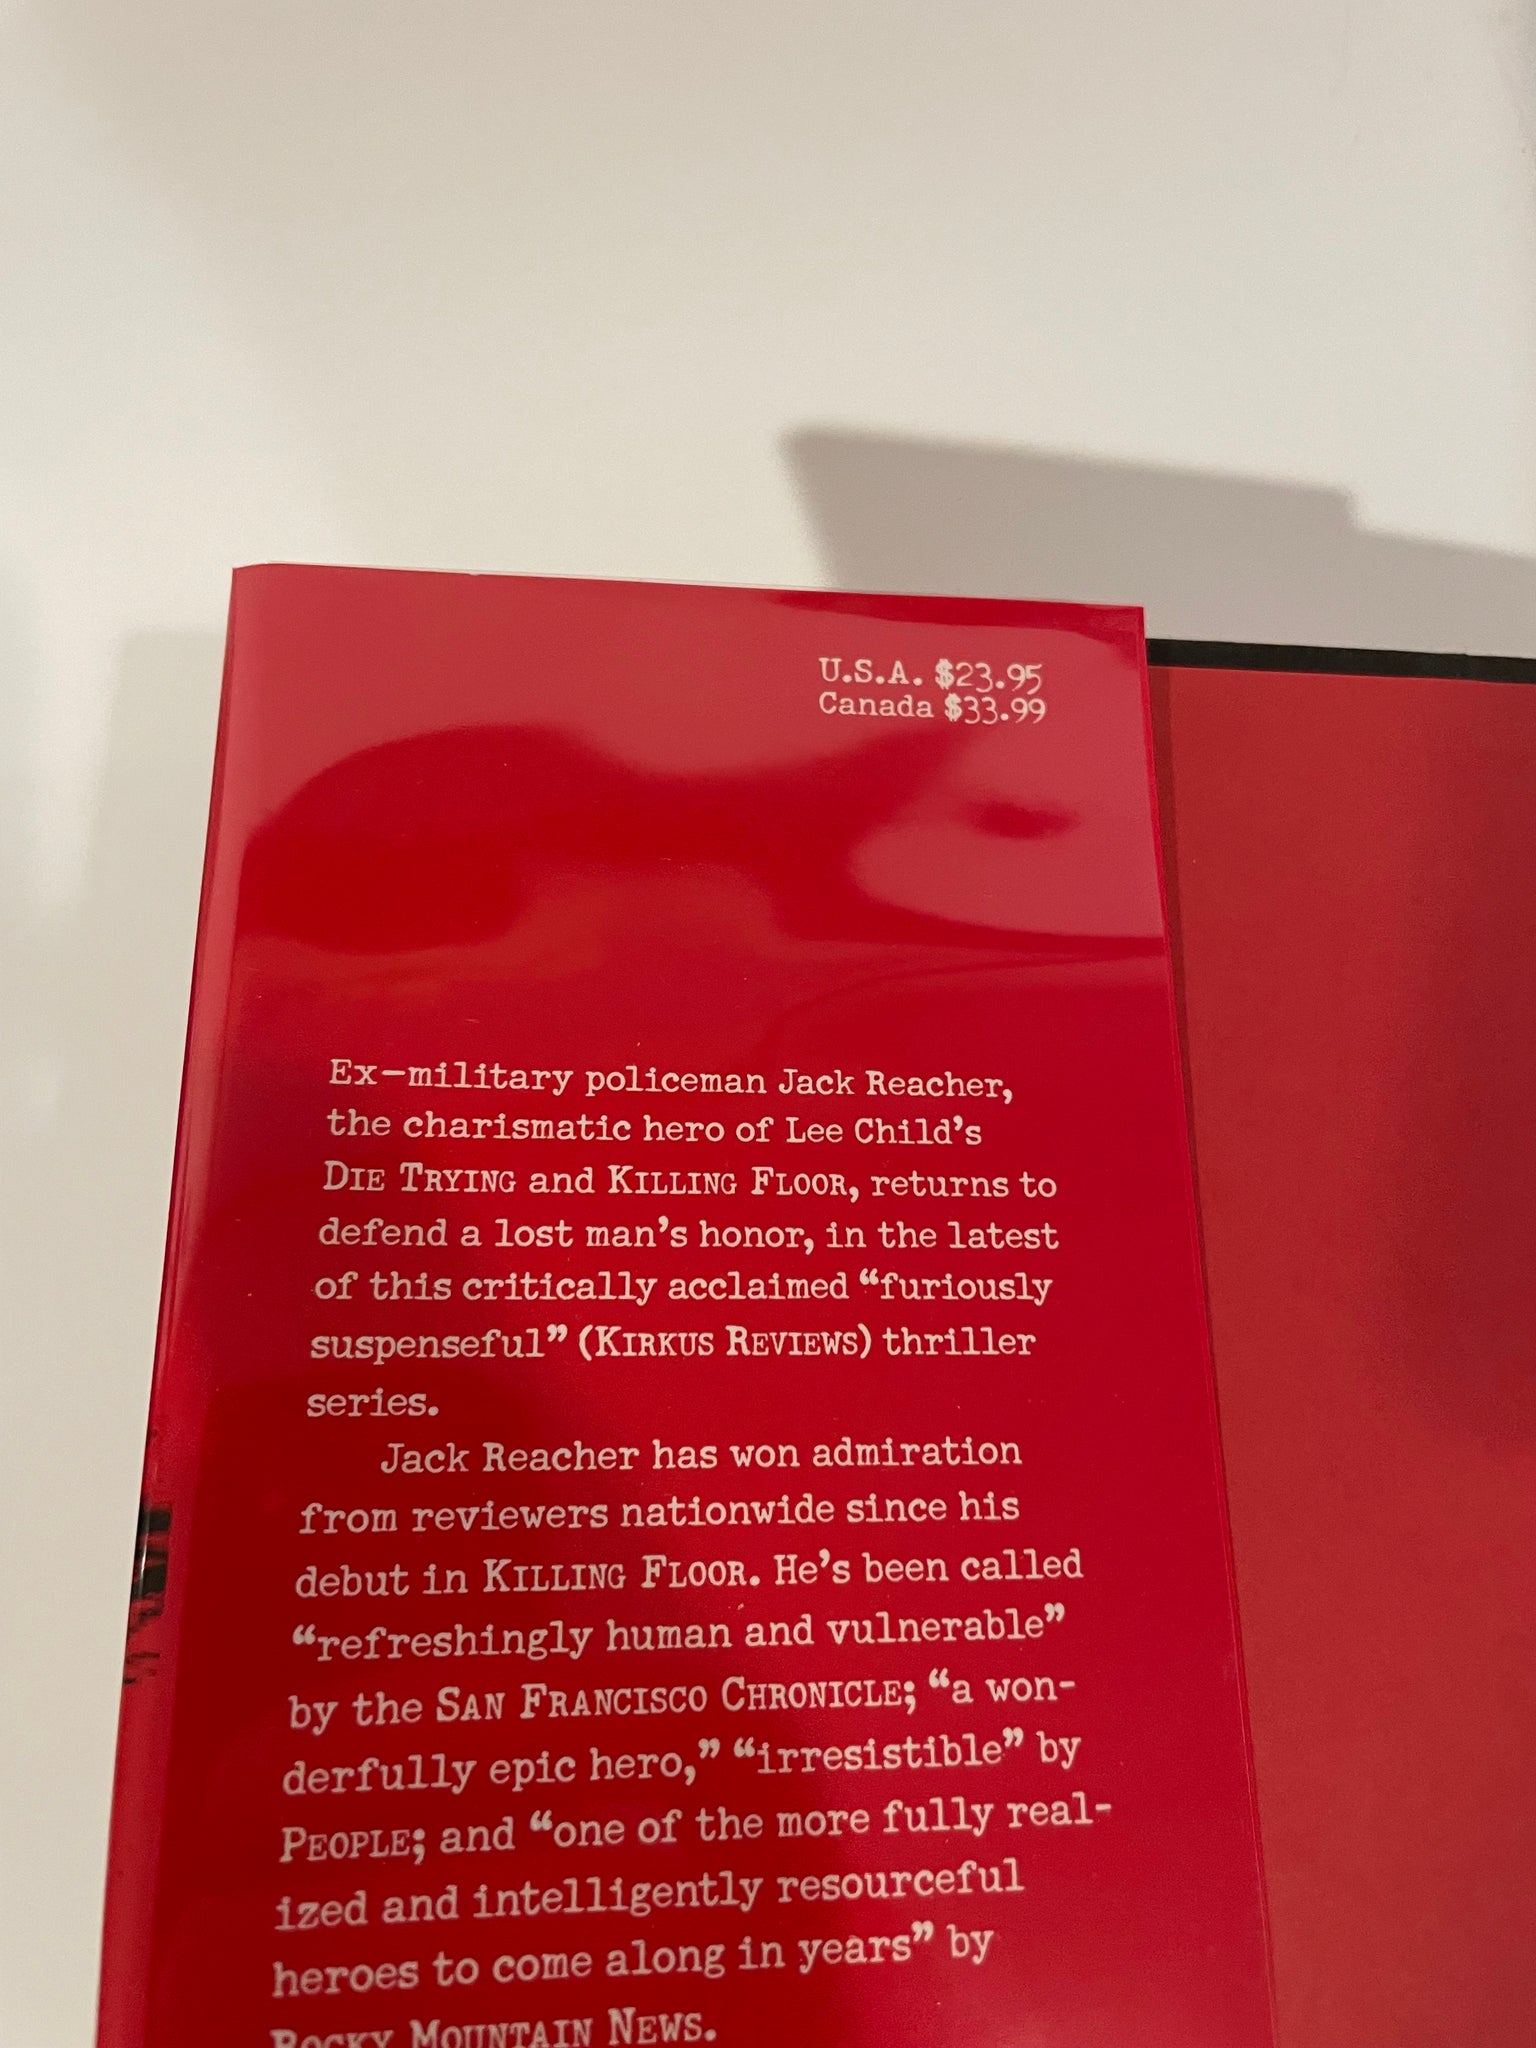 U.S.A. $23.95
Canada $33.99
Ex-military policeman Jack Reacher,
the charismatic hero of Lee Child's
DIE TRYING and KILLING FLOOR, returns to
defend a lost man's honor, in the latest
of this critically acclaimed “furiously
suspenseful” (KIRKUS REVIEWS) thriller
series.
Jack Reacher has won admiration
from reviewers nationwide since his
debut in KILLING FLOOR. He's been called
“refreshingly human and vulnerable”
by the SAN FRANCISCO CHRONICLE; “a won-
derfully epic hero,” “irresistible” by
PEOPLE; and “one of the more fully real-
ized and intelligently resourceful
heroes to come along in years” by
ROCKY MOUNTAIN NEWS.